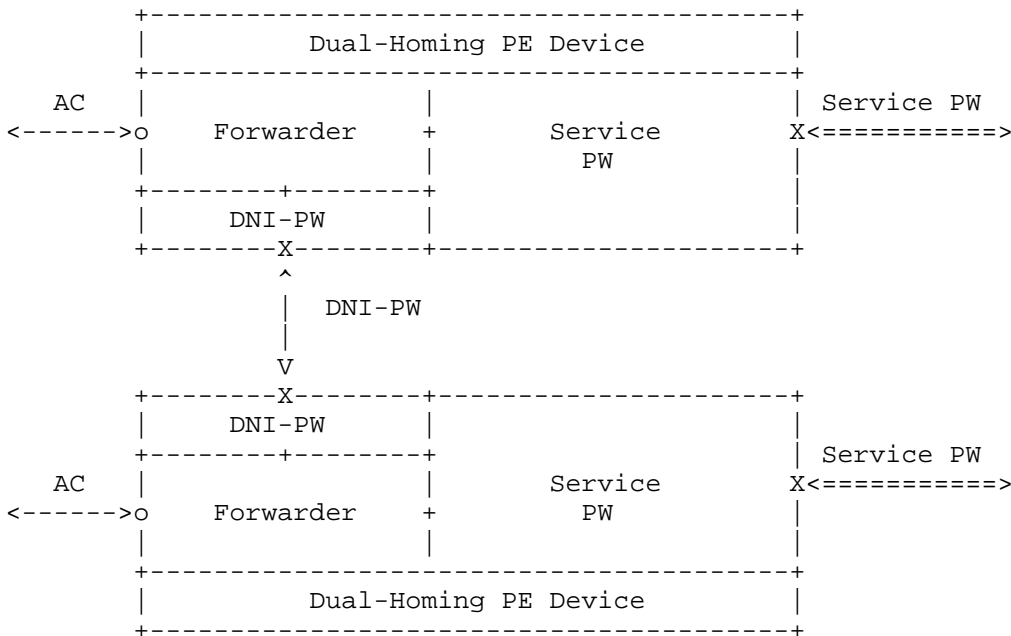 Dual-Homing PE Device
AC Service PW
Forwarder Service
PW
DNI-PW
DNI-PW
DNI-PW
Service PW
AC Service
Forwarder PW
Dual-Homing PE Device